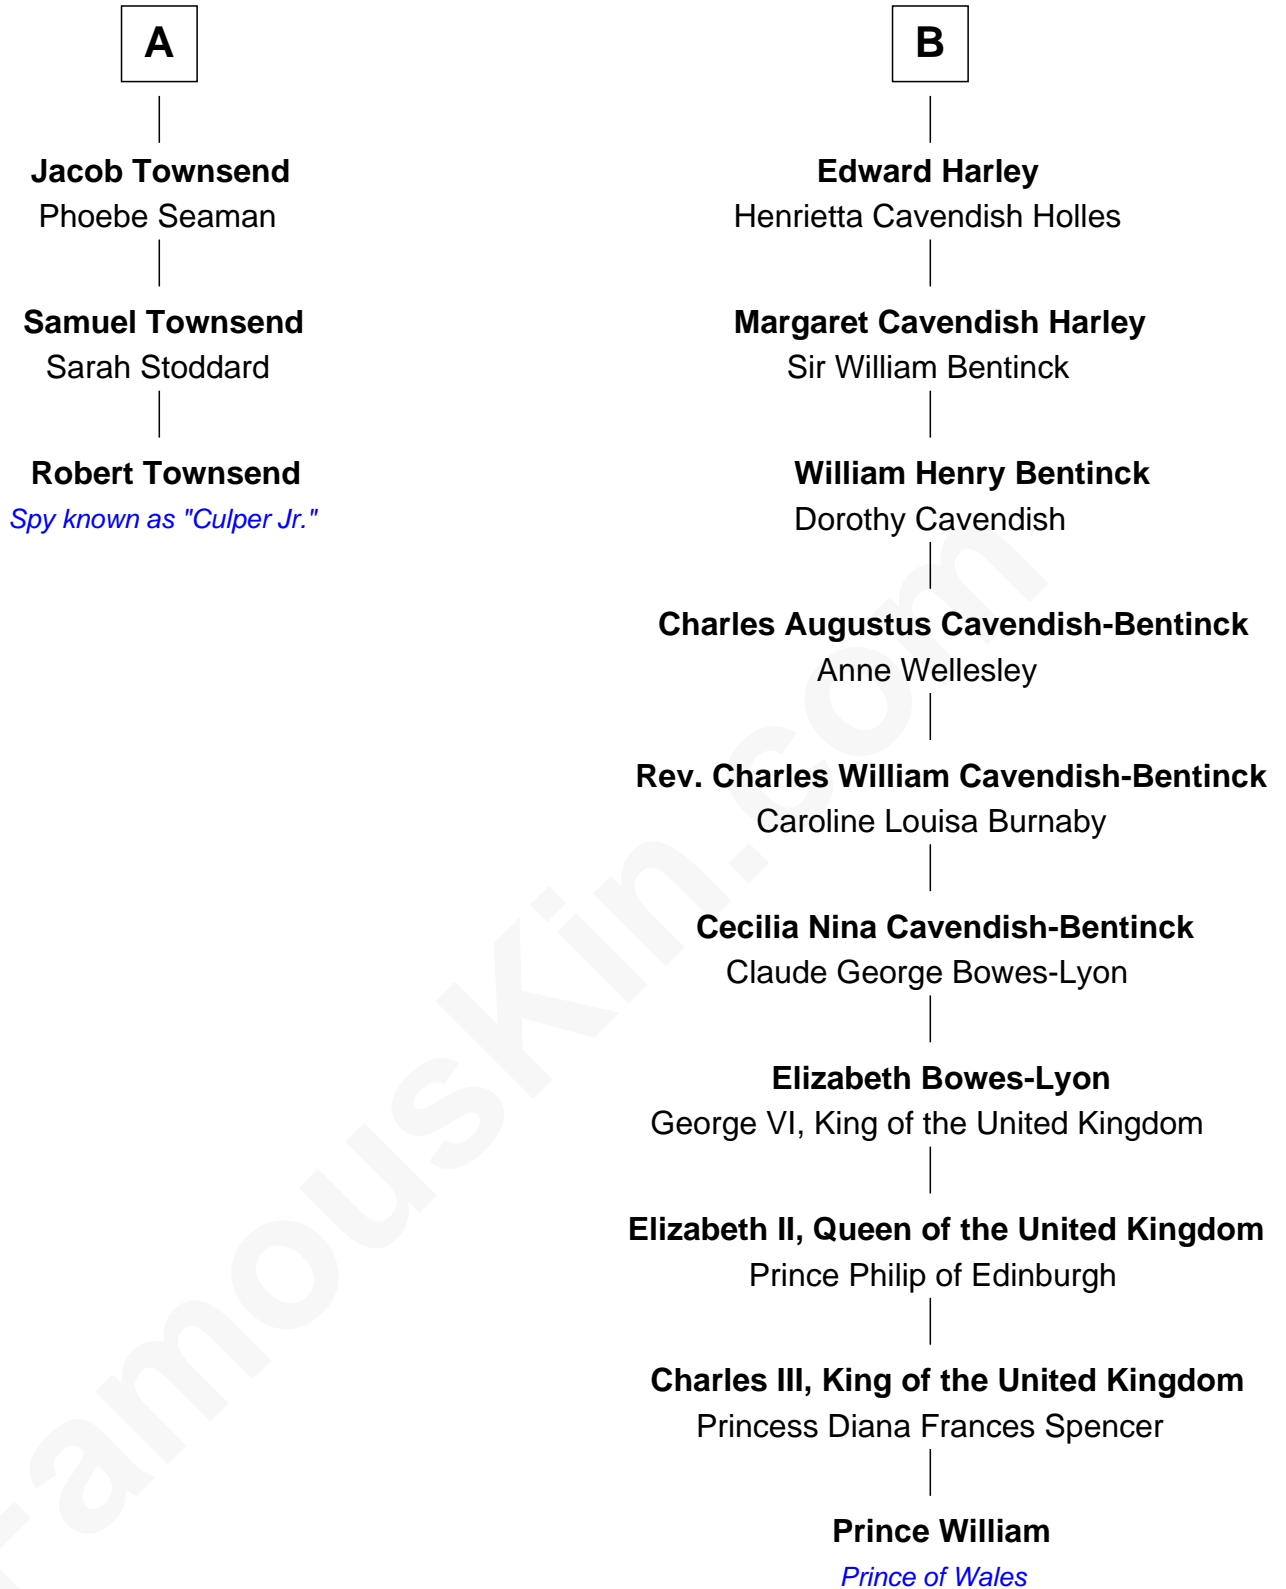 A
Jacob Townsend
Phoebe Seaman
Samuel Townsend
Sarah Stoddard
Robert Townsend
Spy known as "Culper Jr."
B
Edward Harley
Henrietta Cavendish Holles
Margaret Cavendish Harley
Sir William Bentinck
William Henry Bentinck
Dorothy Cavendish
Charles Augustus Cavendish-Bentinck
Anne Wellesley
Rev. Charles William Cavendish-Bentinck
Caroline Louisa Burnaby
Cecilia Nina Cavendish-Bentinck
Claude George Bowes-Lyon
Elizabeth Bowes-Lyon
George VI, King of the United Kingdom
Elizabeth II, Queen of the United Kingdom
Prince Philip of Edinburgh
Charles III, King of the United Kingdom
Princess Diana Frances Spencer
Prince William
Prince of Wales
FamousKin.com